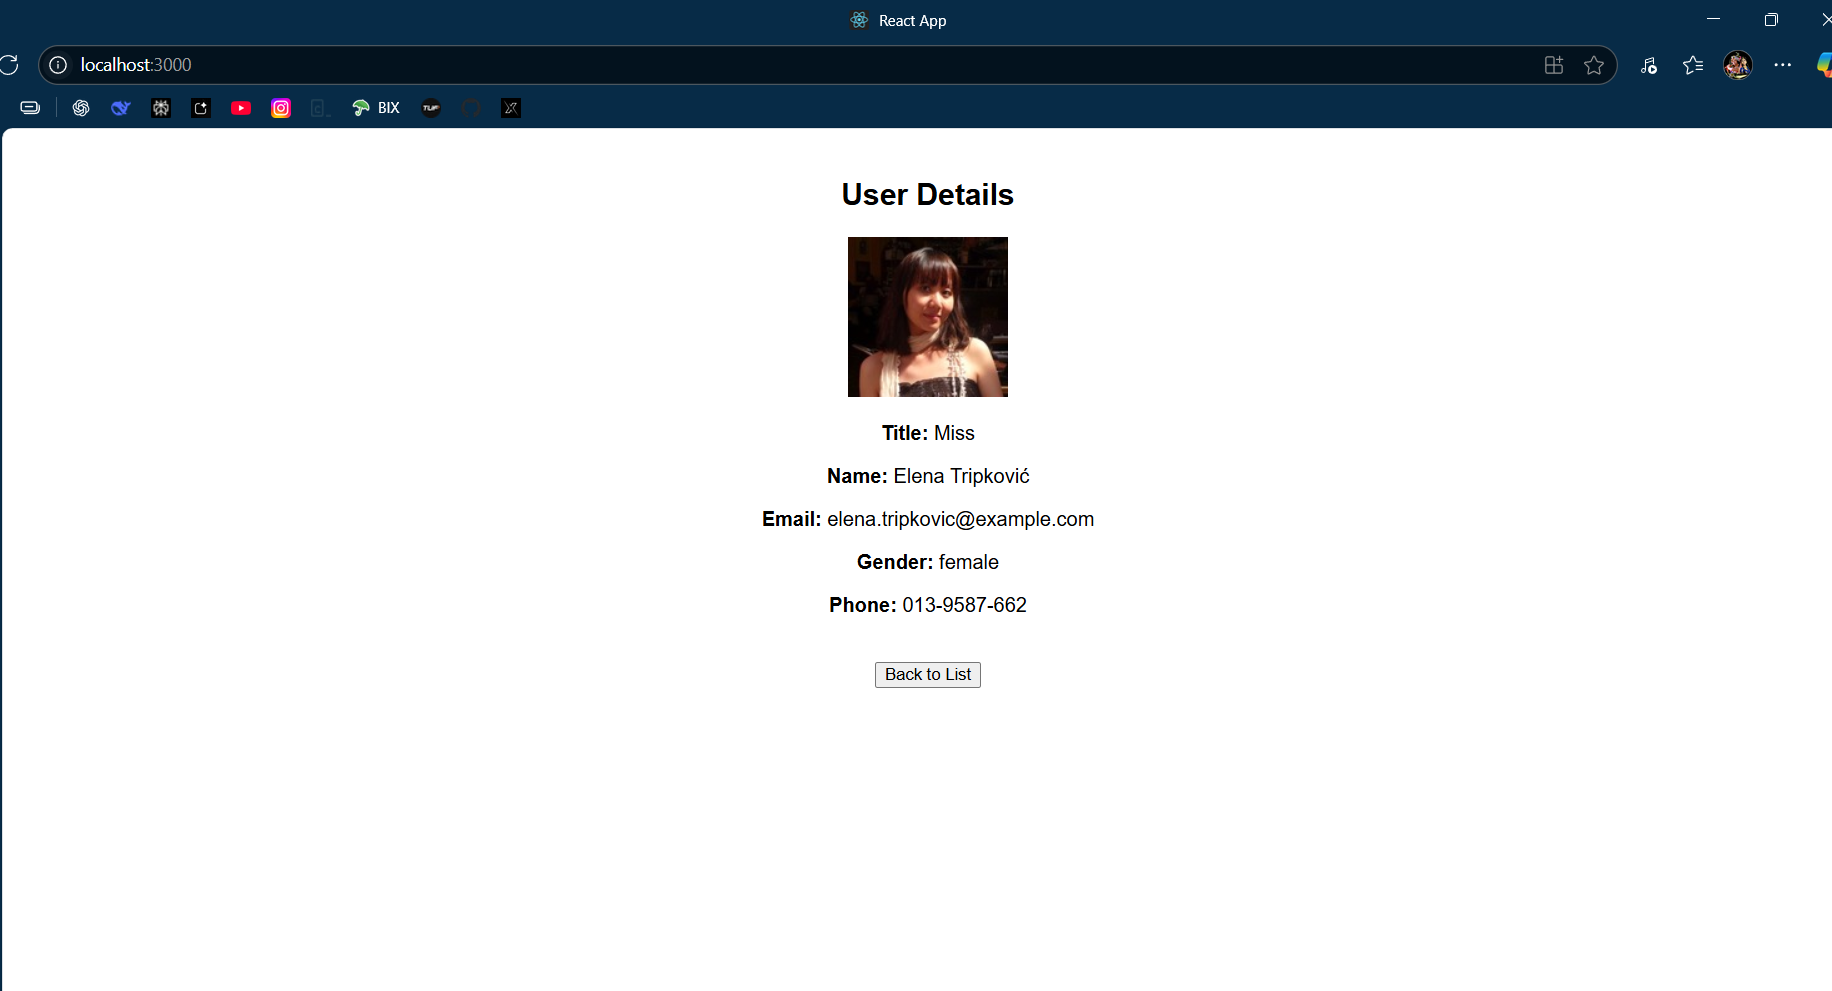 React App
localhost:3000
BIX
TUF
User Details
Title: Miss
Name: Elena Tripković
Email: elena.tripkovic@example.com
Gender: female
Phone: 013-9587-662
Back to List